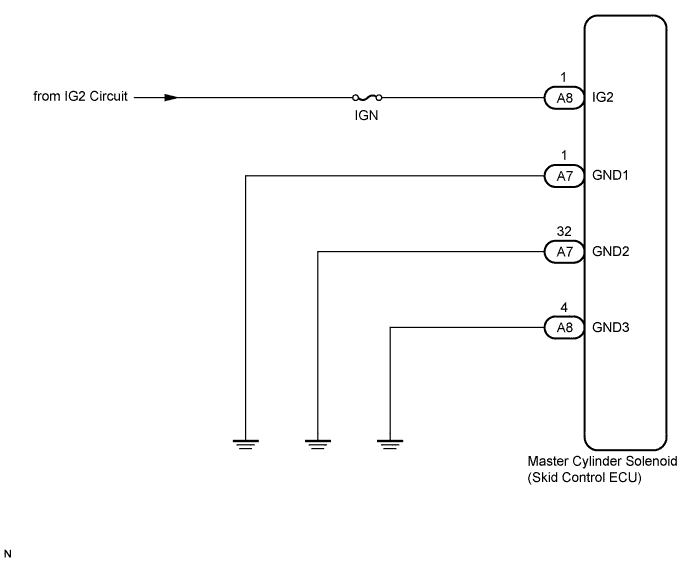 1
from IG2 Circuit
A8
IG2
IGN
1
A7
GND1
32
A7
GND2
4
A8
GND3
Master Cylinder Solenoid
(Skid Control ECU)
N